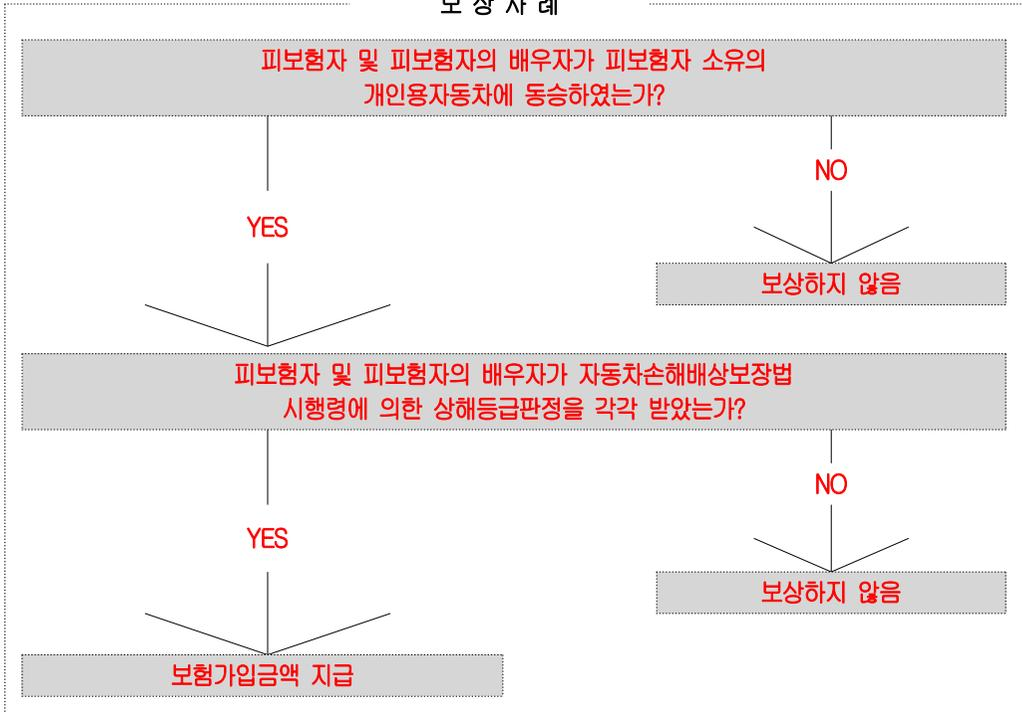 보 상 사 례
피보험자 및 피보험자의 배우자가 피보험자 소유의
개인용자동차에 동승하였는가?
NO
YES
보상하지 않음
피보험자 및 피보험자의 배우자가 자동차손해배상보장법
시행령에 의한 상해등급판정을 각각 받았는가?
NO
YES
보상하지 않음
보험가입금액 지급